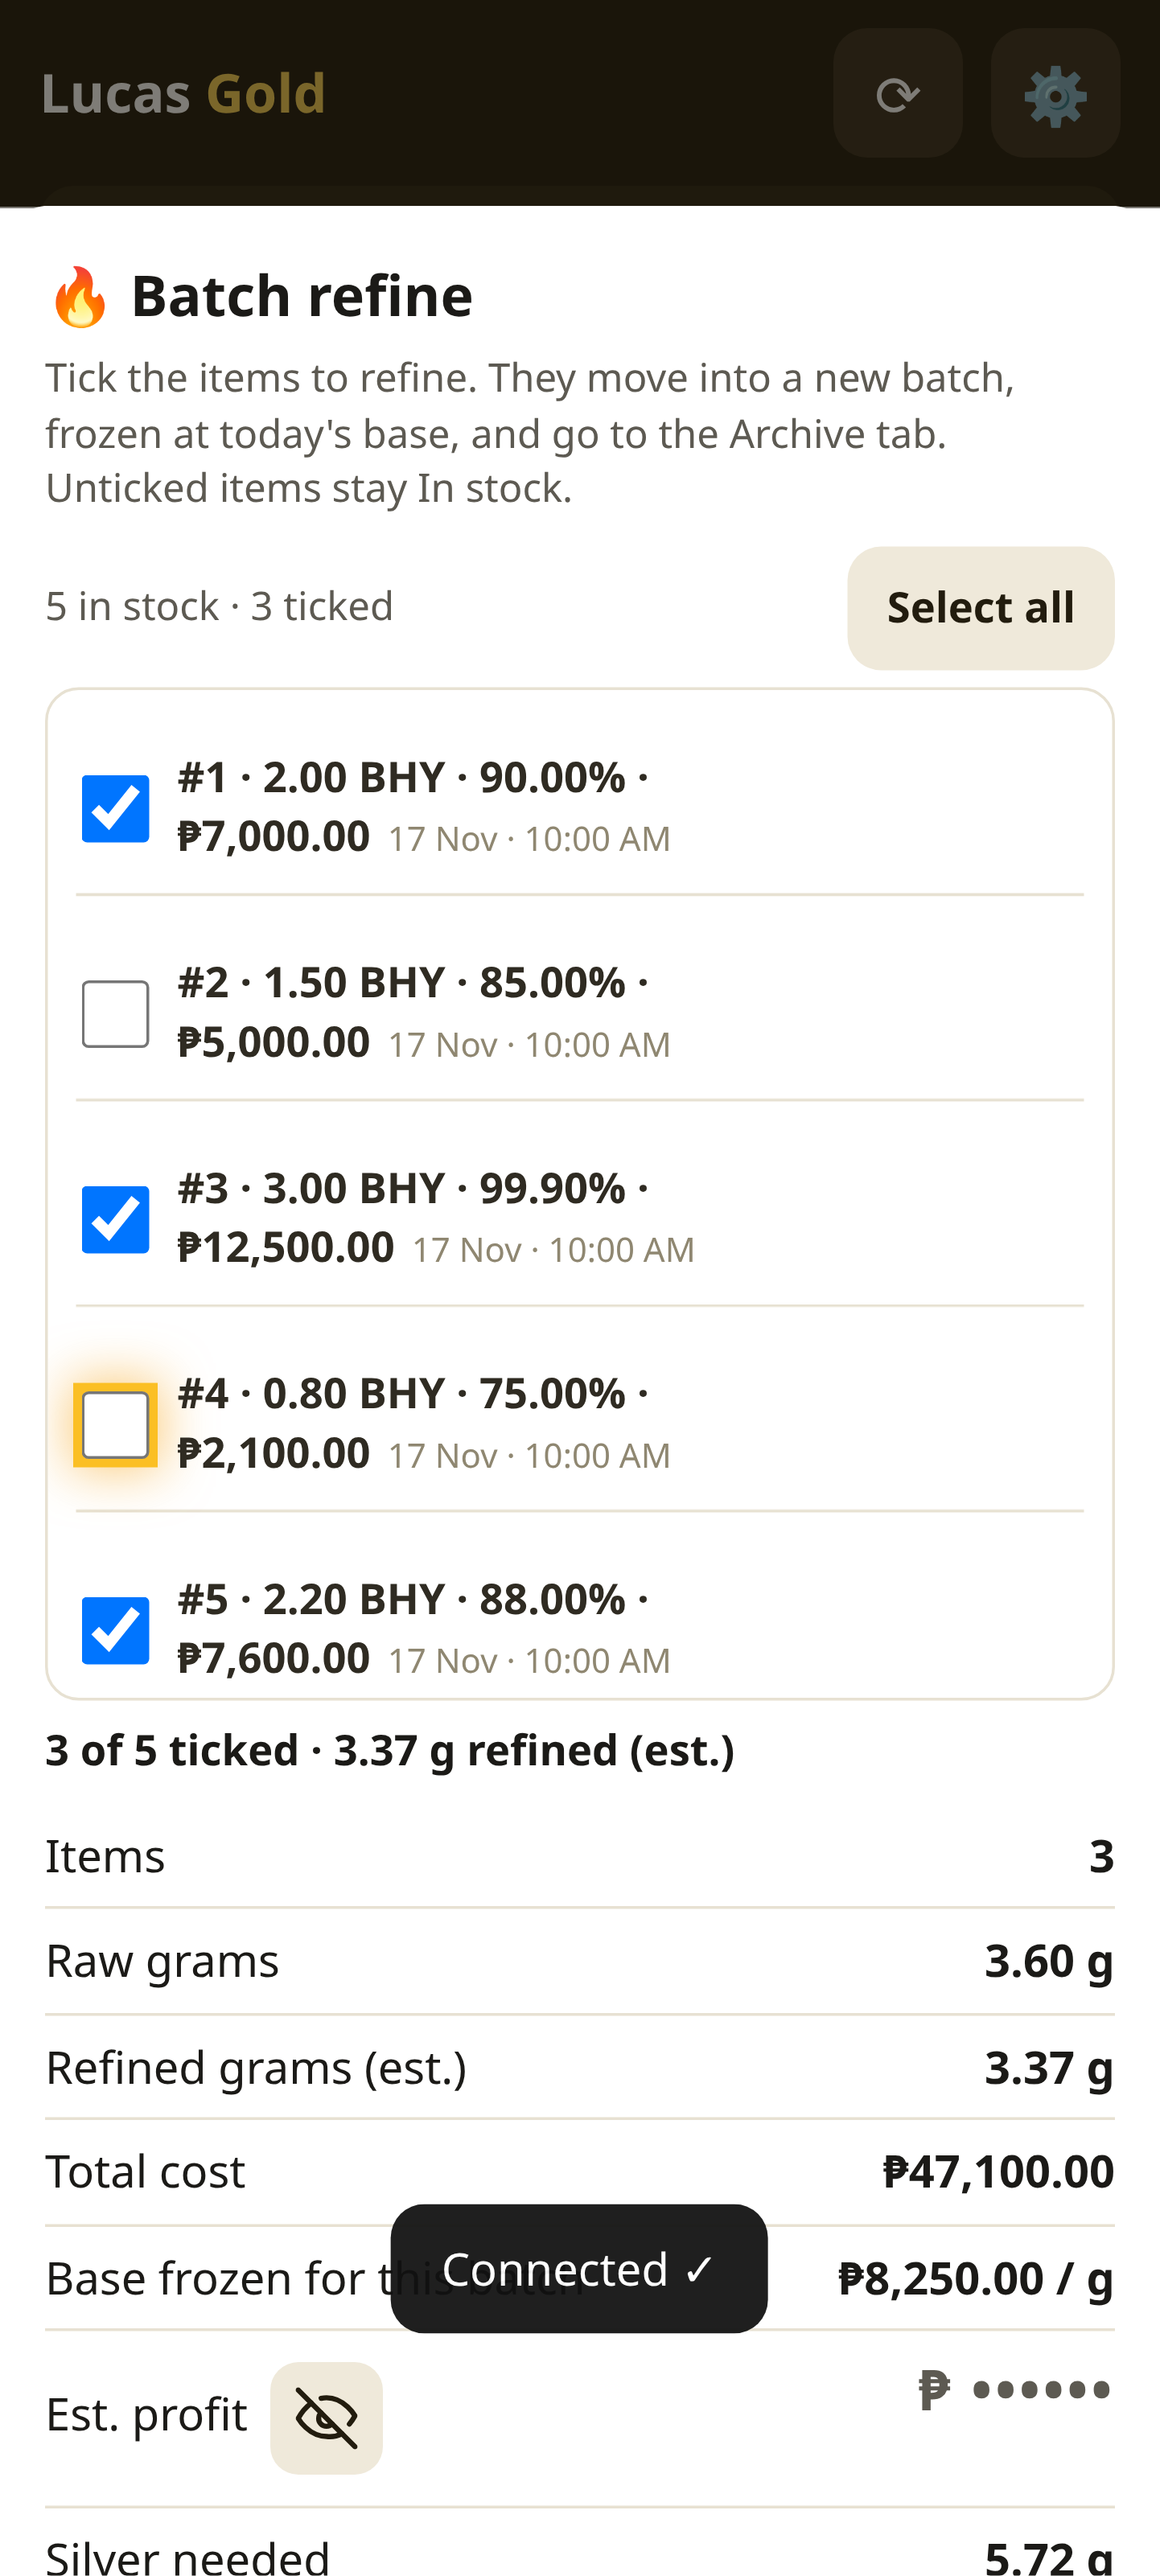 Lucas Gold
⟳ ⚙️
🔥 Batch refine
Tick the items to refine. They move into a new batch,
frozen at today's base, and go to the Archive tab.
Unticked items stay In stock.
5 in stock · 3 ticked
Select all
#1 · 2.00 BHY · 90.00% ·
₱7,000.00 17 Nov · 10:00 AM
#2 · 1.50 BHY · 85.00% ·
₱5,000.00 17 Nov · 10:00 AM
#3 · 3.00 BHY · 99.90% ·
₱12,500.00 17 Nov · 10:00 AM
#4 · 0.80 BHY · 75.00% ·
₱2,100.00 17 Nov · 10:00 AM
#5 · 2.20 BHY · 88.00% ·
₱7,600.00 17 Nov · 10:00 AM
3 of 5 ticked · 3.37 g refined (est.)
Items 3
Raw grams 3.60 g
Refined grams (est.) 3.37 g
Total cost ₱47,100.00
Base frozen for this batch ₱8,250.00 / g
Connected ✓
Est. profit ₱ ••••••
Silver needed 5.72 g